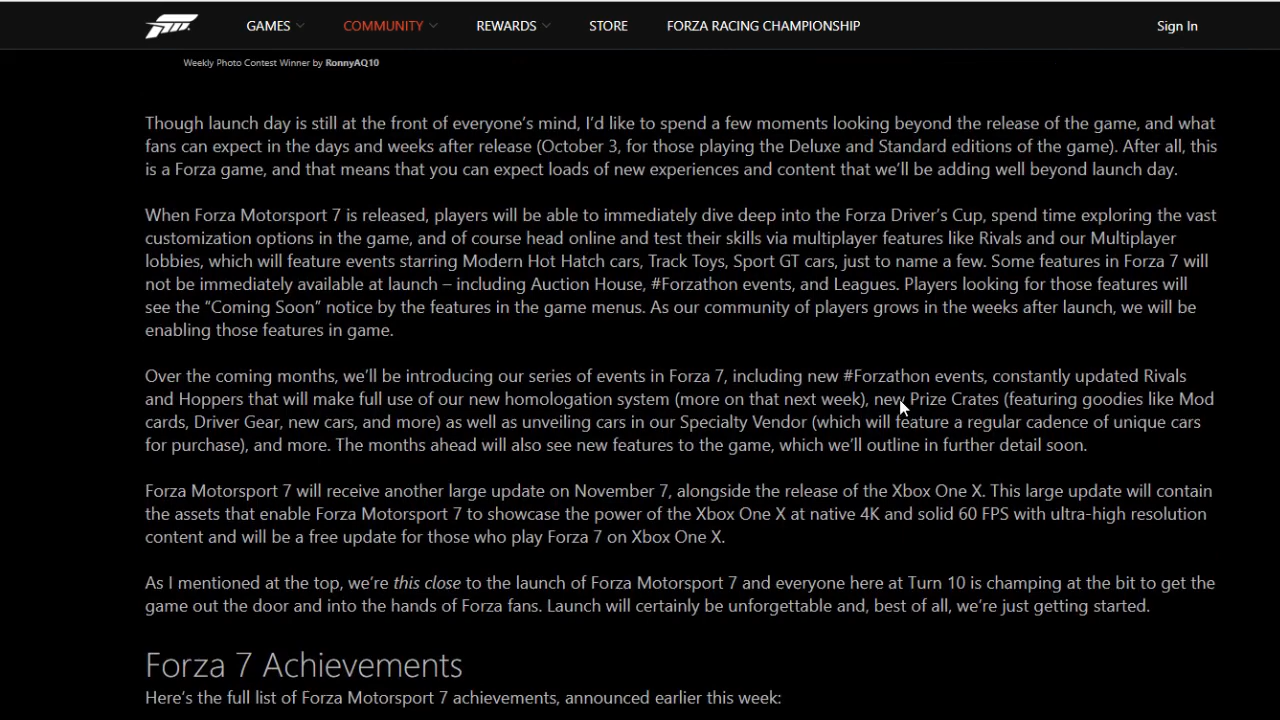 GAMES COMMUNITY REWARDS STORE FORZA RACING CHAMPIONSHIP Sign In
Weekly Photo Contest Winner by RonnyAQ10
Though launch day is still at the front of everyone's mind, I'd like to spend a few moments looking beyond the release of the game, and what
fans can expect in the days and weeks after release (October 3, for those playing the Deluxe and Standard editions of the game). After all, this
is a Forza game, and that means that you can expect loads of new experiences and content that we'll be adding well beyond launch day.
When Forza Motorsport 7 is released, players will be able to immediately dive deep into the Forza Driver's Cup, spend time exploring the vast
customization options in the game, and of course head online and test their skills via multiplayer features like Rivals and our Multiplayer
lobbies, which will feature events starring Modern Hot Hatch cars, Track Toys, Sport GT cars, just to name a few. Some features in Forza 7 will
not be immediately available at launch – including Auction House, #Forzathon events, and Leagues. Players looking for those features will
see the “Coming Soon” notice by the features in the game menus. As our community of players grows in the weeks after launch, we will be
enabling those features in game.
Over the coming months, we'll be introducing our series of events in Forza 7, including new #Forzathon events, constantly updated Rivals
and Hoppers that will make full use of our new homologation system (more on that next week), new Prize Crates (featuring goodies like Mod
cards, Driver Gear, new cars, and more) as well as unveiling cars in our Specialty Vendor (which will feature a regular cadence of unique cars
for purchase), and more. The months ahead will also see new features to the game, which we'll outline in further detail soon.
Forza Motorsport 7 will receive another large update on November 7, alongside the release of the Xbox One X. This large update will contain
the assets that enable Forza Motorsport 7 to showcase the power of the Xbox One X at native 4K and solid 60 FPS with ultra-high resolution
content and will be a free update for those who play Forza 7 on Xbox One X.
As I mentioned at the top, we're this close to the launch of Forza Motorsport 7 and everyone here at Turn 10 is champing at the bit to get the
game out the door and into the hands of Forza fans. Launch will certainly be unforgettable and, best of all, we're just getting started.
Forza 7 Achievements
Here's the full list of Forza Motorsport 7 achievements, announced earlier this week: